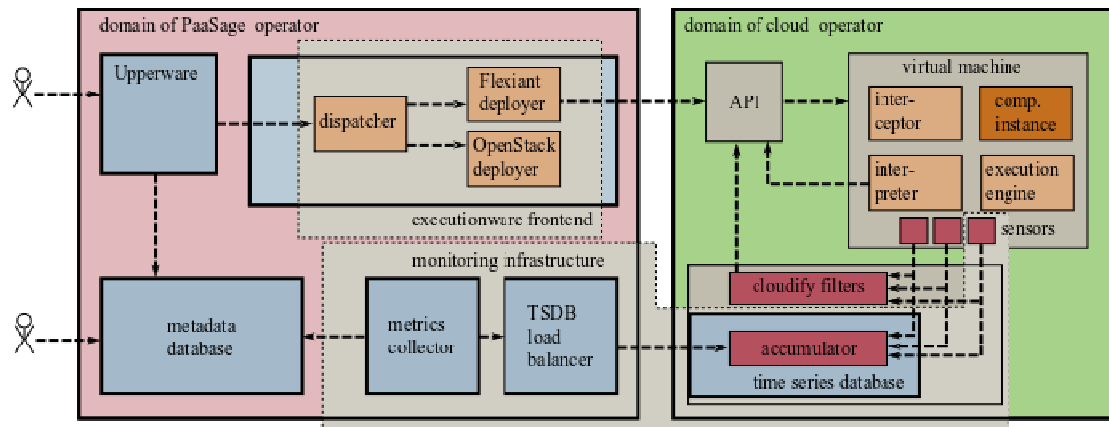 domain of PaaSage operator
Upperware
dispatcher
Flexiant
deployer
OpenStack
deployer
executionware frontend
monitoring infrastructure
metadata
database
metrics
collector
TSDB
load
balancer
domain of cloud operator
API
virtual machine
inter-
ceptor
comp.
instance
inter-
preter
execution
engine
sensors
cloudify filters
accumulator
time series database